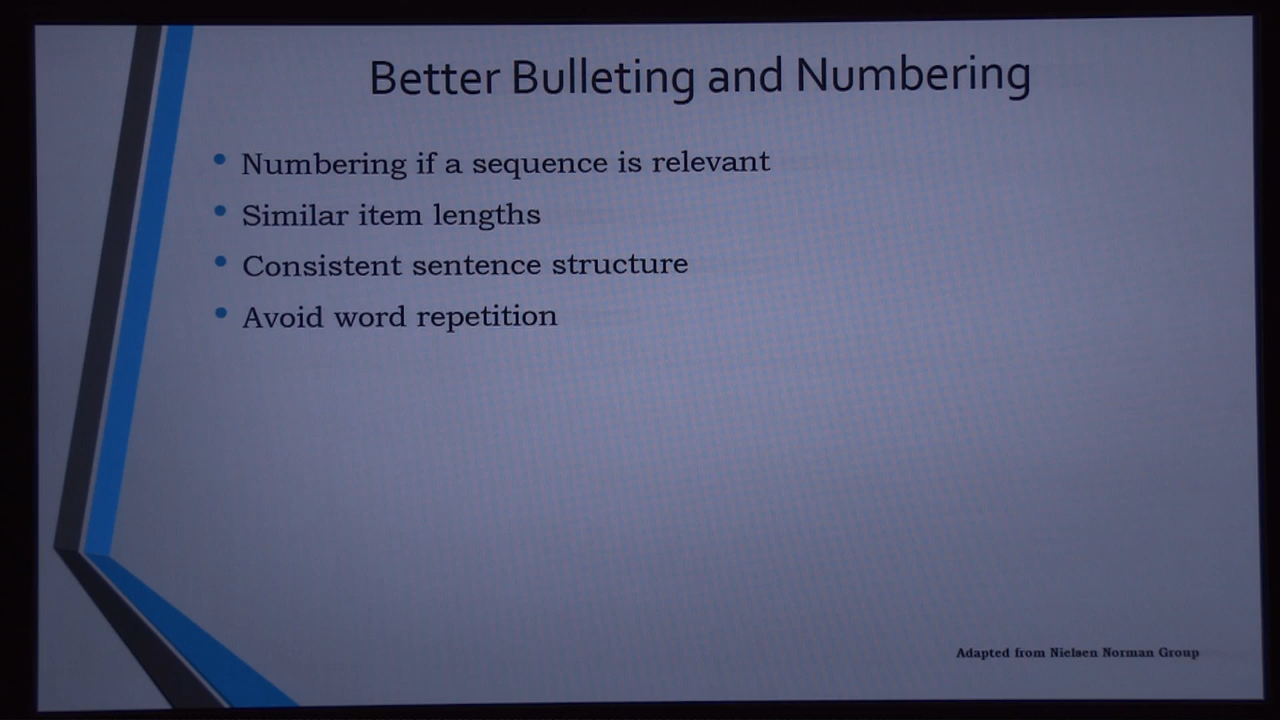 Better Bulleting and Numbering
• Numbering if a sequence is relevant
• Similar item lengths
• Consistent sentence structure
• Avoid word repetition
Adapted from Nielsen Norman Group